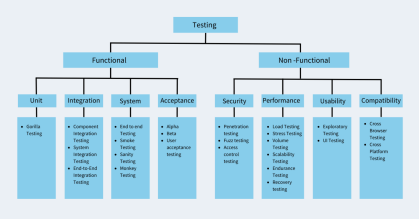 Testing
Functional
Non -Functional
Unit
Integration
System
Acceptance
Security
Performance
Usability
Compatibility
Gorilla
Testing
Component
Integration
Testing
System
Integration
Testing
End-to-End
Integration
Testing
End to end
Testing
Smoke
Testing
Sanity
Testing
Monkey
Testing
Alpha
Beta
User
acceptance
testing
Penetration
testing
Fuzz testing
Access
control
testing
Load Testing
Stress Testing
Volume
Testing
Scalability
Testing
Endurance
Testing
Recovery
testing
Exploratory
Testing
UI Testing
Cross
Browser
Testing
Cross
Platform
Testing